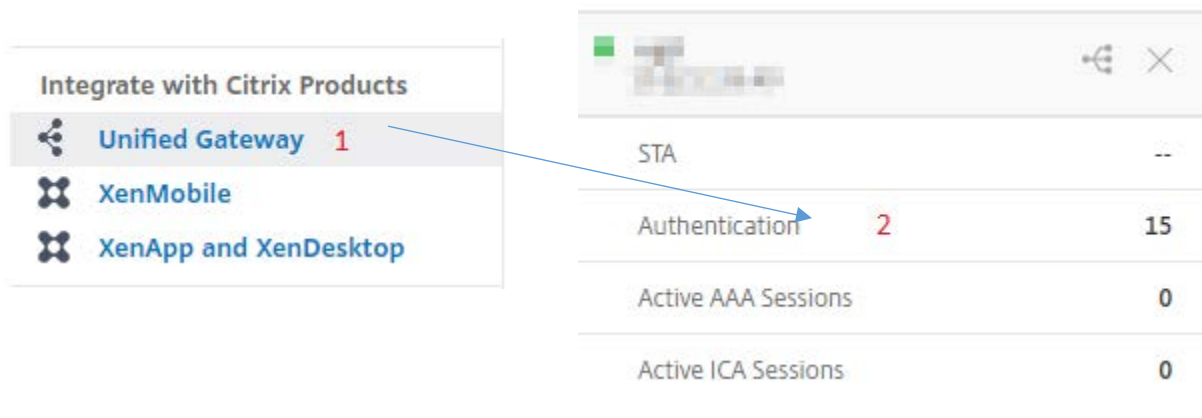 Integrate with Citrix Products
Unified Gateway 1
XenMobile
XenApp and XenDesktop
STA --
Authentication 2 15
Active AAA Sessions 0
Active ICA Sessions 0